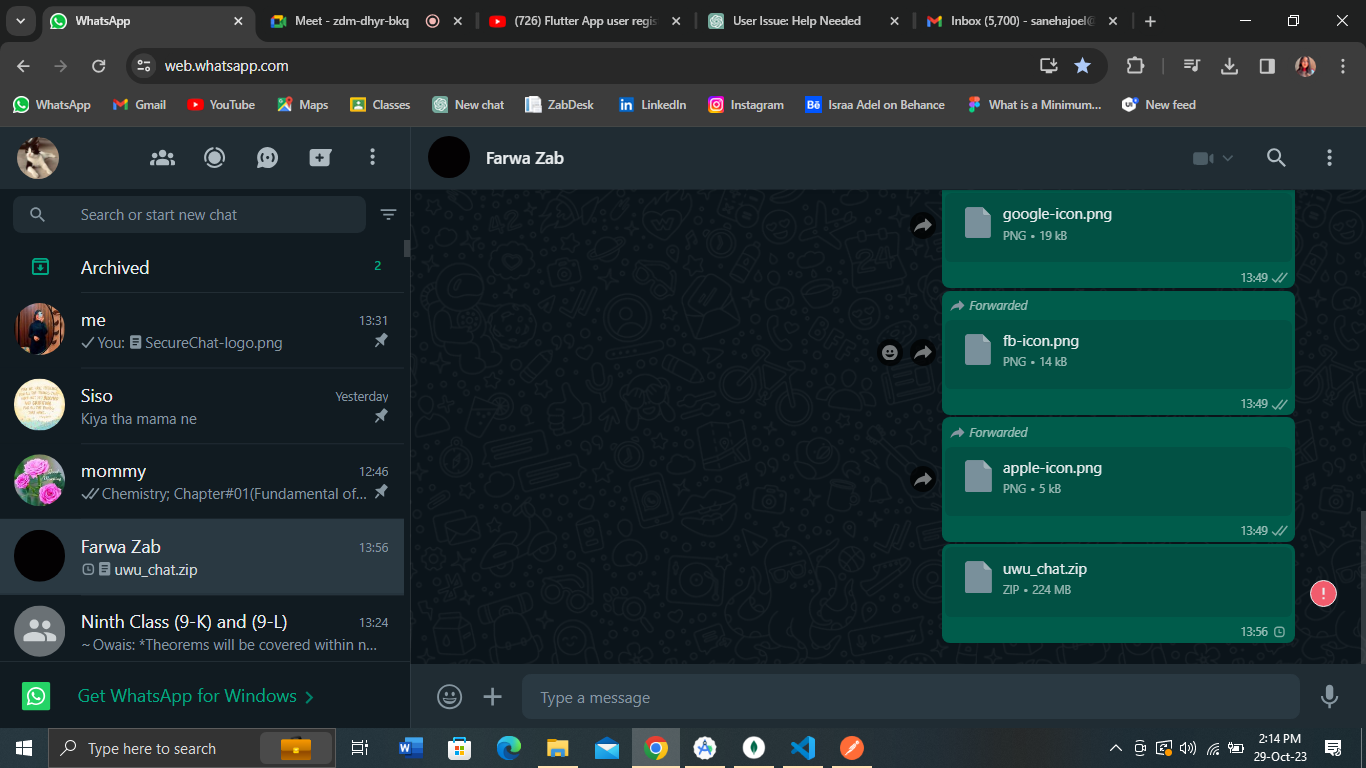 WhatsApp
Meet - zdm-dhyr-bkq
(726) Flutter App user regis
User Issue: Help Needed
Inbox (5,700) - sanehajoel@
web.whatsapp.com
WhatsApp
Gmail
YouTube
Maps
Classes
New chat
ZabDesk
LinkedIn
Instagram
Bē Israa Adel on Behance
What is a Minimum...
New feed
Farwa Zab
Search or start new chat
Archived 2
me 13:31
You: SecureChat-logo.png
Siso Yesterday
Kiya tha mama ne
mommy 12:46
Chemistry; Chapter#01(Fundamental of...
Farwa Zab 13:56
uwu_chat.zip
Ninth Class (9-K) and (9-L) 13:24
~ Owais: *Theorems will be covered within n...
Get WhatsApp for Windows
google-icon.png
PNG • 19 kB
13:49
Forwarded
fb-icon.png
PNG • 14 kB
13:49
Forwarded
apple-icon.png
PNG • 5 kB
13:49
uwu_chat.zip
ZIP • 224 MB
!
13:56
Type a message
Type here to search
2:14 PM
29-Oct-23